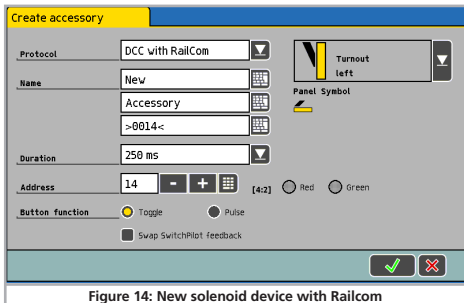 Create accessory
Protocol
DCC with RailCom
Turnout
left
Name
New
Accessory
>0014<
Panel Symbol
Duration
250 ms
Address
14
- +
[4:2]
Red
Green
Button function
Toggle
Pulse
Swap SwitchPilot feedback
Figure 14: New solenoid device with Railcom